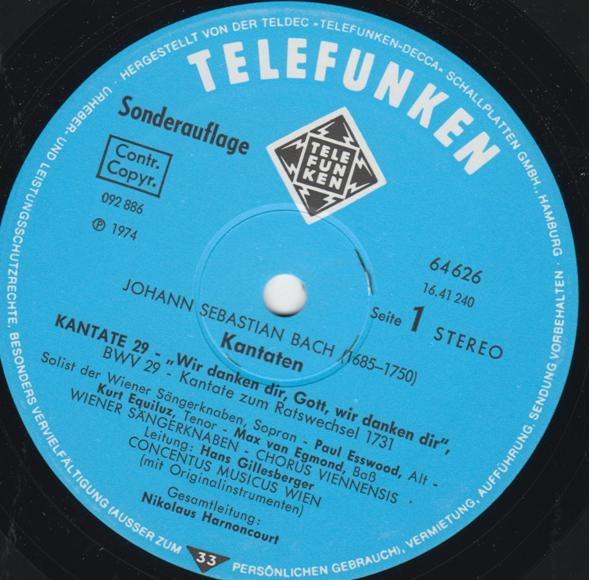 HERGESTELLT VON DER TELDEC »TELEFUNKEN-DECCA« SCHALLPLATTEN GMBH., HAMBURG
URHEBER- UND LEISTUNGSSCHUTZRECHTE, BESONDERS VERVIELFÄLTIGUNG (AUSSER ZUM PERSÖNLICHEN GEBRAUCH), VERMIETUNG, AUFFÜHRUNG, SENDUNG VORBEHALTEN
TELEFUNKEN
Sonderauflage
TELE
FUN
KEN
Contr.
Copyr.
092 886
℗ 1974
64 626
16.41 240
Seite 1 STEREO
JOHANN SEBASTIAN BACH (1685–1750)
Kantaten
KANTATE 29 - „Wir danken dir, Gott, wir danken dir“,
BWV 29 - Kantate zum Ratswechsel 1731
Solist der Wiener Sängerknaben, Sopran - Paul Esswood, Alt -
Kurt Equiluz, Tenor - Max van Egmond, Baß
WIENER SÄNGERKNABEN - CHORUS VIENNENSIS
Leitung: Hans Gillesberger
CONCENTUS MUSICUS WIEN
(mit Originalinstrumenten)
Gesamtleitung:
Nikolaus Harnoncourt
33